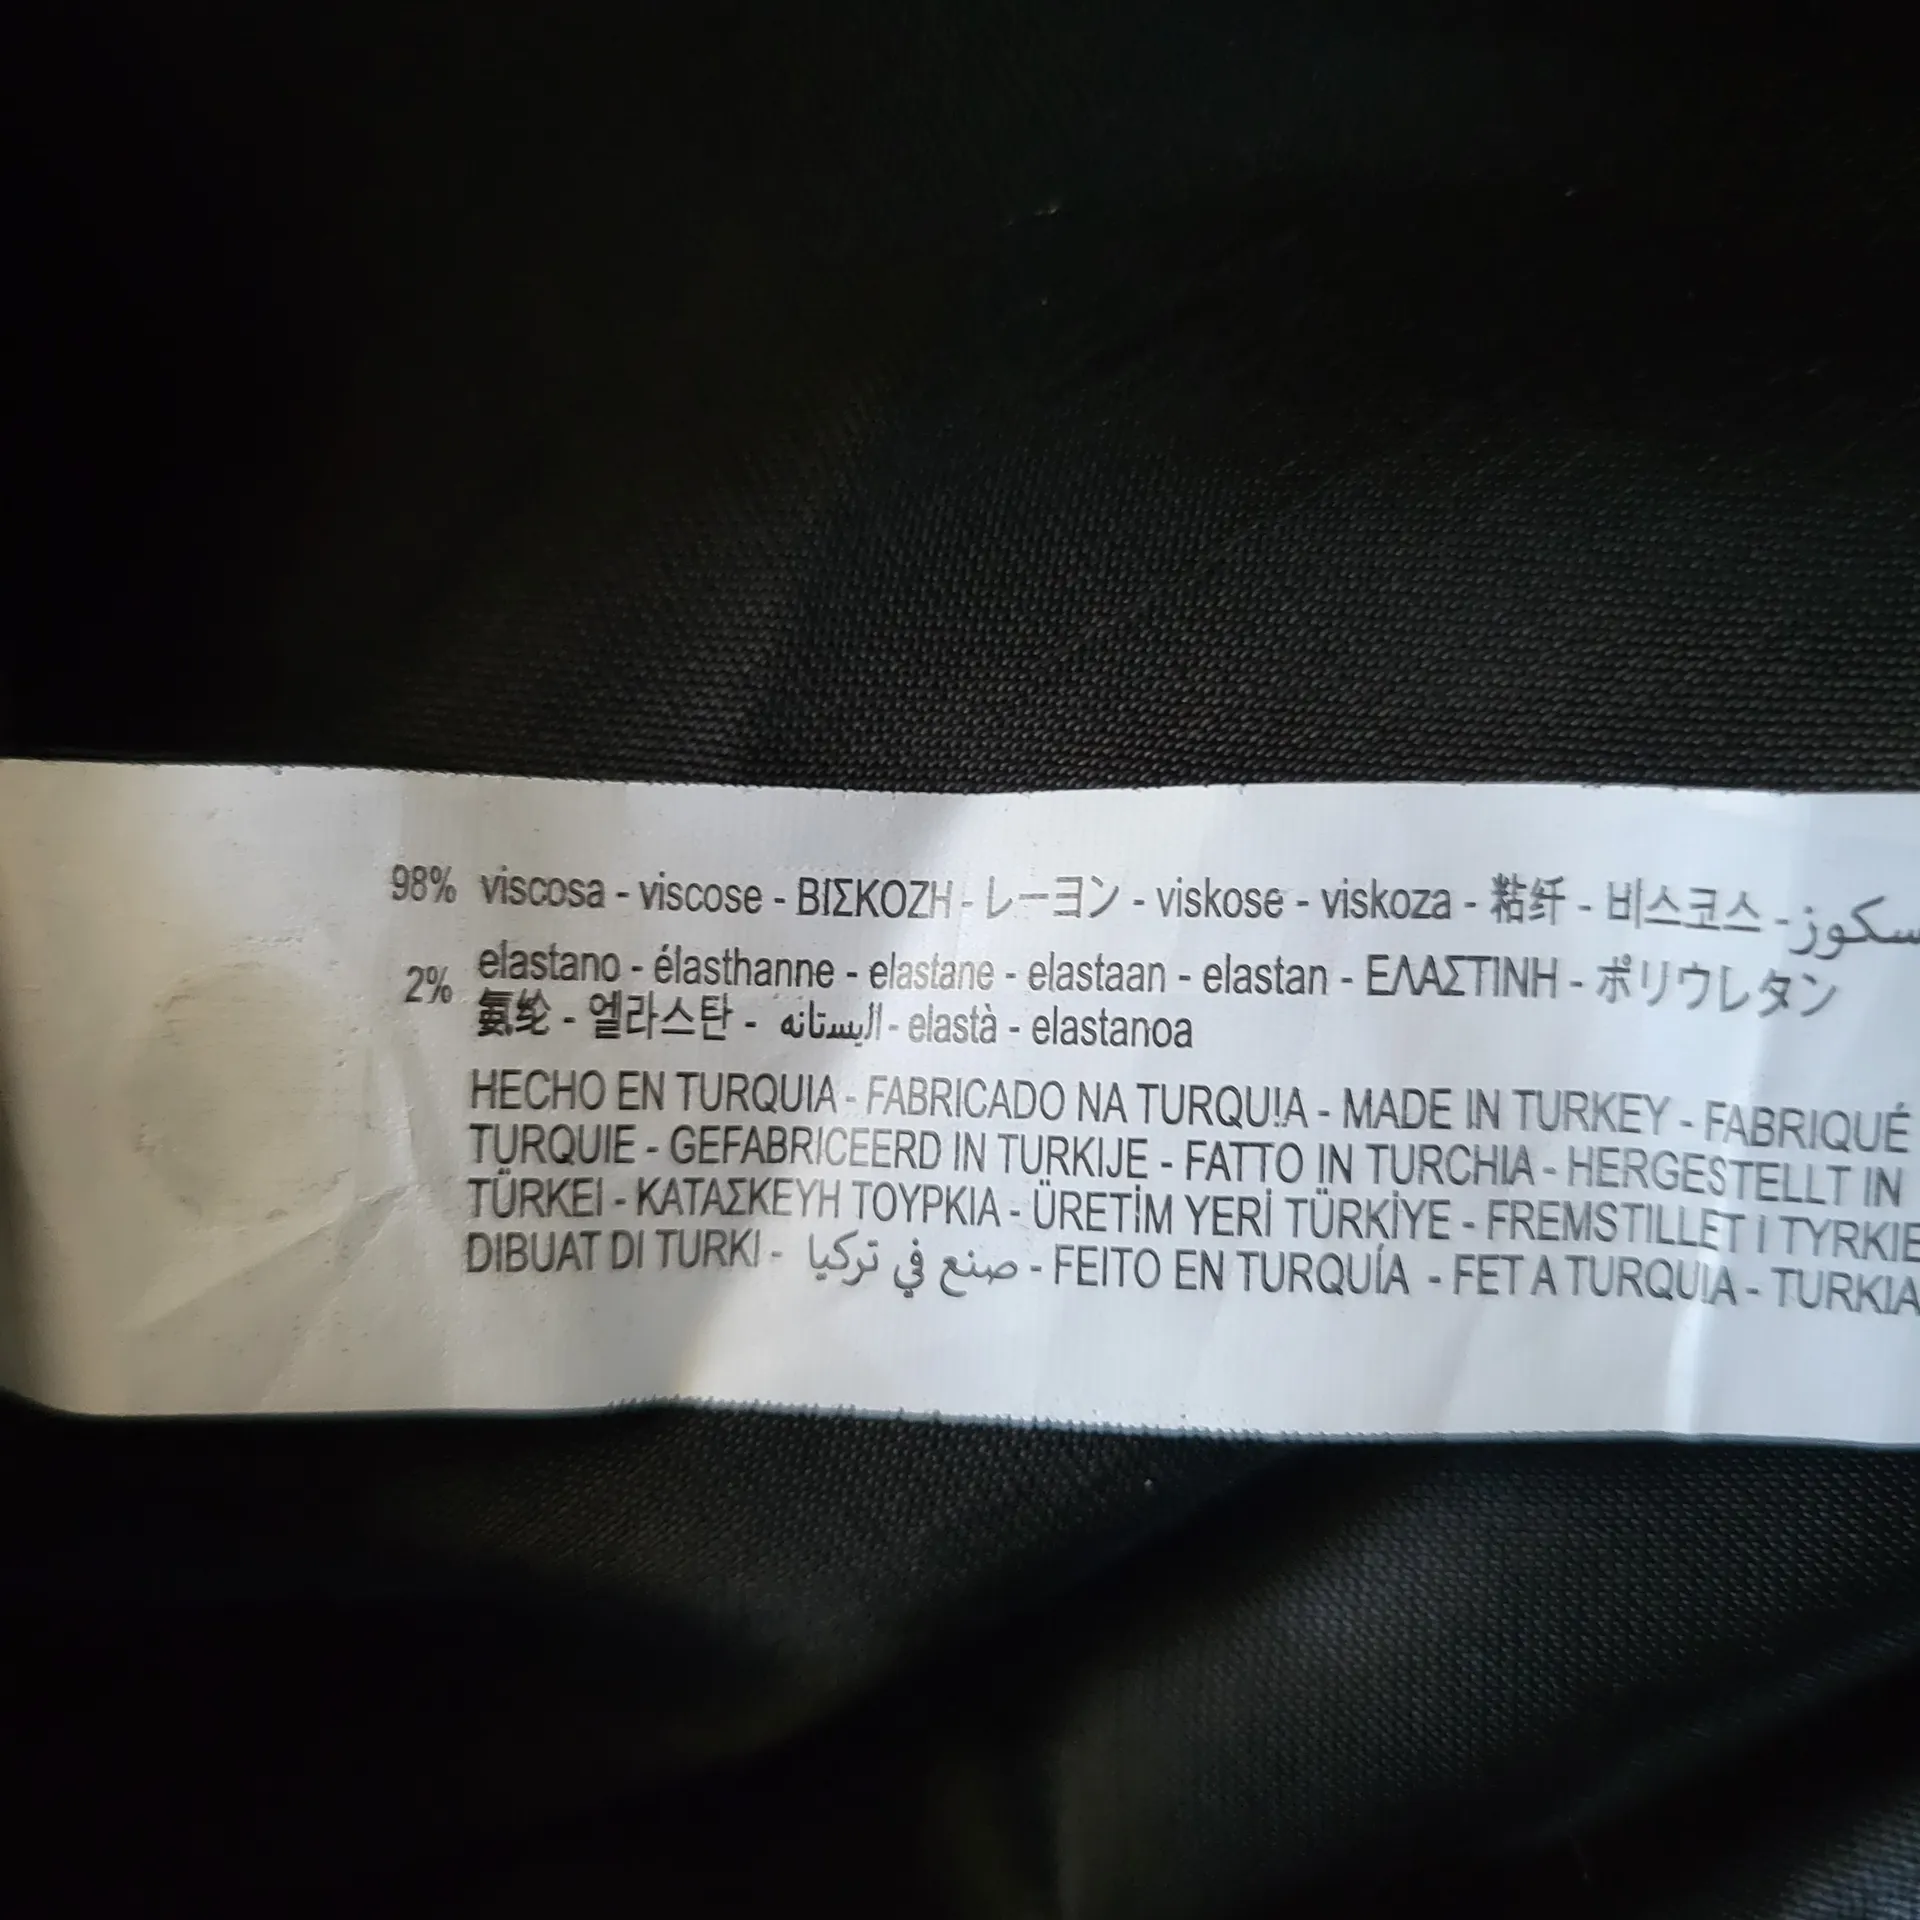 98% viscosa - viscose - ΒΙΣΚΟΖΗ - レーヨン - viskose - viskoza - 粘纤 - 비스코스 -
2% elastano - élasthanne - elastane - elastaan - elastan - ΕΛΑΣΤΙΝΗ - ポリウレタン
氨纶 - 엘라스탄 - اليستانه - elastà - elastanoa
HECHO EN TURQUIA - FABRICADO NA TURQUIA - MADE IN TURKEY - FABRIQUÉ
TURQUIE - GEFABRICEERD IN TURKIJE - FATTO IN TURCHIA - HERGESTELLT IN
TÜRKEI - ΚΑΤΑΣΚΕΥΗ ΤΟΥΡΚΙΑ - ÜRETİM YERİ TÜRKİYE - FREMSTILLET I TYRKIE
DIBUAT DI TURKI - صنع في تركيا - FEITO EN TURQUÍA - FET A TURQUIA - TURKIA